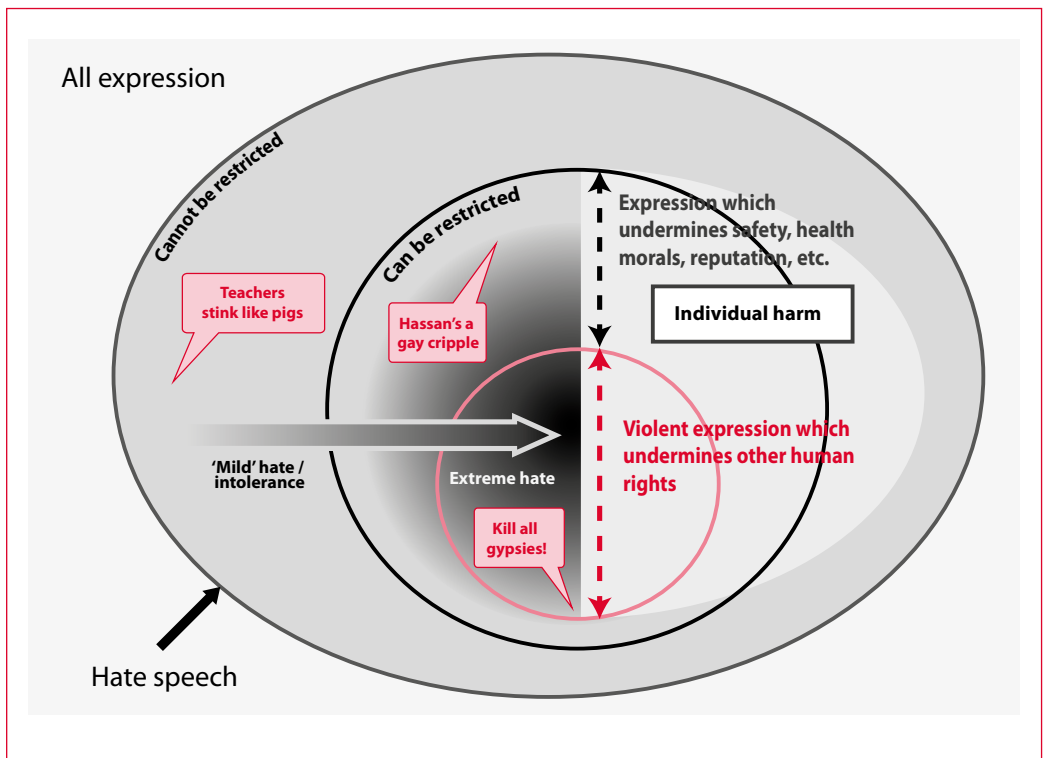 All expression
Cannot be restricted
Can be restricted
Expression which
undermines safety, health
morals, reputation, etc.
Teachers
stink like pigs
Hassan's a
gay cripple
Individual harm
Violent expression which
undermines other human
rights
'Mild' hate /
intolerance
Extreme hate
Kill all
gypsies!
Hate speech